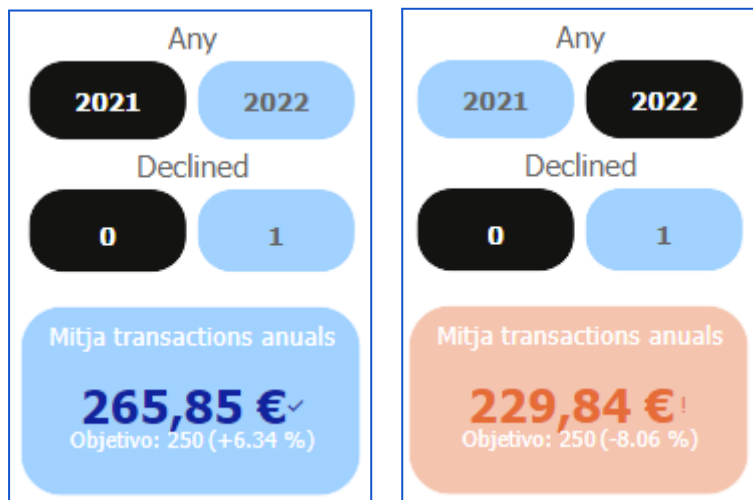 Any
2021 2022
Declined
0 1
Mitja transactions anuals
265,85 €
Objetivo: 250 (+6.34 %)
Any
2021 2022
Declined
0 1
Mitja transactions anuals
229,84 € !
Objetivo: 250 (-8.06 %)